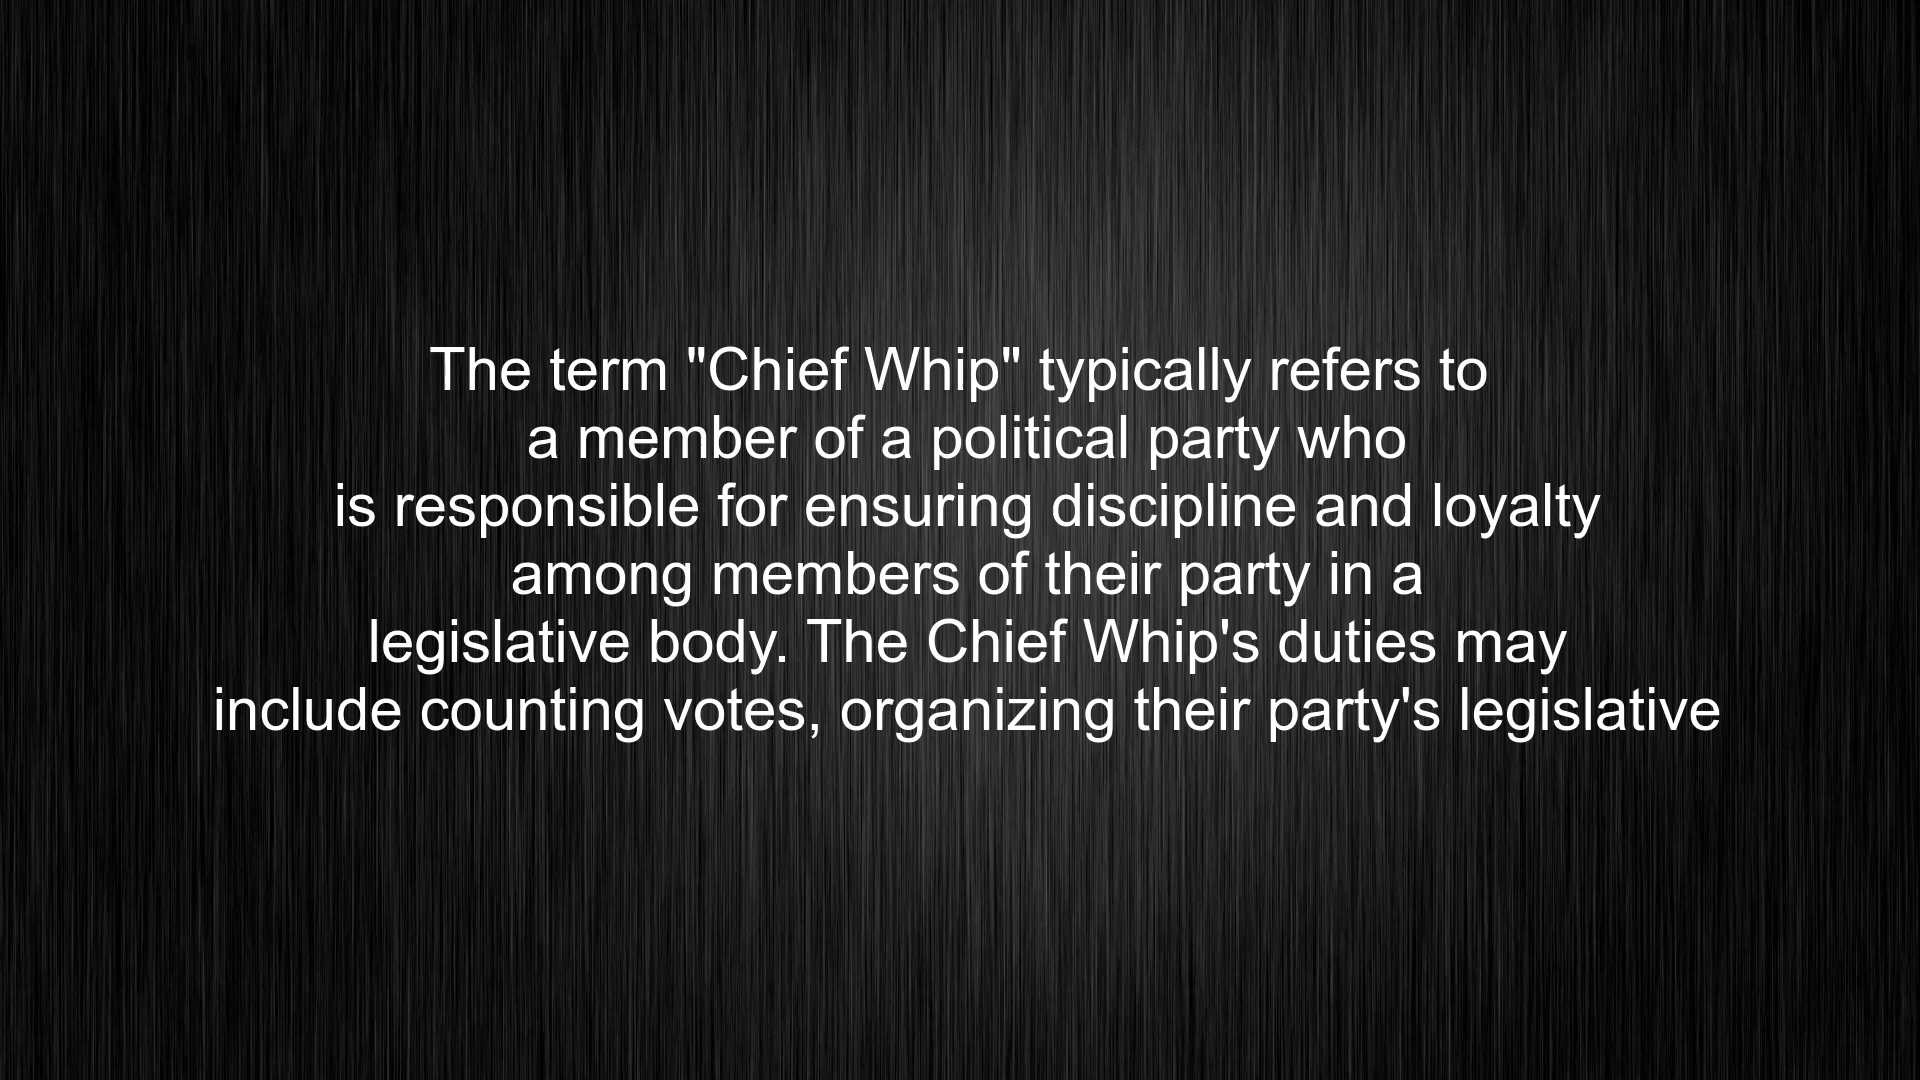 The term "Chief Whip" typically refers to
a member of a political party who
is responsible for ensuring discipline and loyalty
among members of their party in a
legislative body. The Chief Whip's duties may
include counting votes, organizing their party's legislative